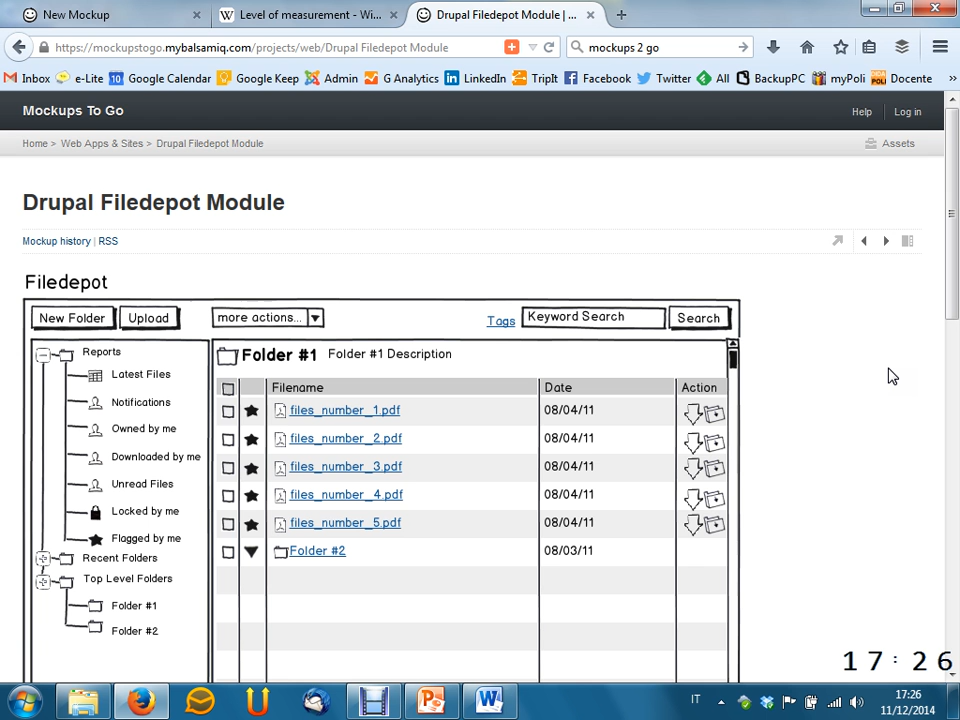 New Mockup
Level of measurement - Wi...
Drupal Filedepot Module | ...
https://mockupstogo.mybalsamiq.com/projects/web/Drupal Filedepot Module
mockups 2 go
Inbox e-Lite 10 Google Calendar Google Keep Admin G Analytics LinkedIn TripIt Facebook Twitter All BackupPC myPoli Docente »
Mockups To Go
Help Log in
Home > Web Apps & Sites > Drupal Filedepot Module
Assets
Drupal Filedepot Module
Mockup history | RSS
Filedepot
New Folder Upload more actions... Tags Keyword Search Search
Reports
Latest Files
Notifications
Owned by me
Downloaded by me
Unread Files
Locked by me
Flagged by me
Recent Folders
Top Level Folders
Folder #1
Folder #2
Folder #1 Folder #1 Description
Filename Date Action
files_number_1.pdf 08/04/11
files_number_2.pdf 08/04/11
files_number_3.pdf 08/04/11
files_number_4.pdf 08/04/11
files_number_5.pdf 08/04/11
Folder #2 08/03/11
17:26
IT
17:26
11/12/2014